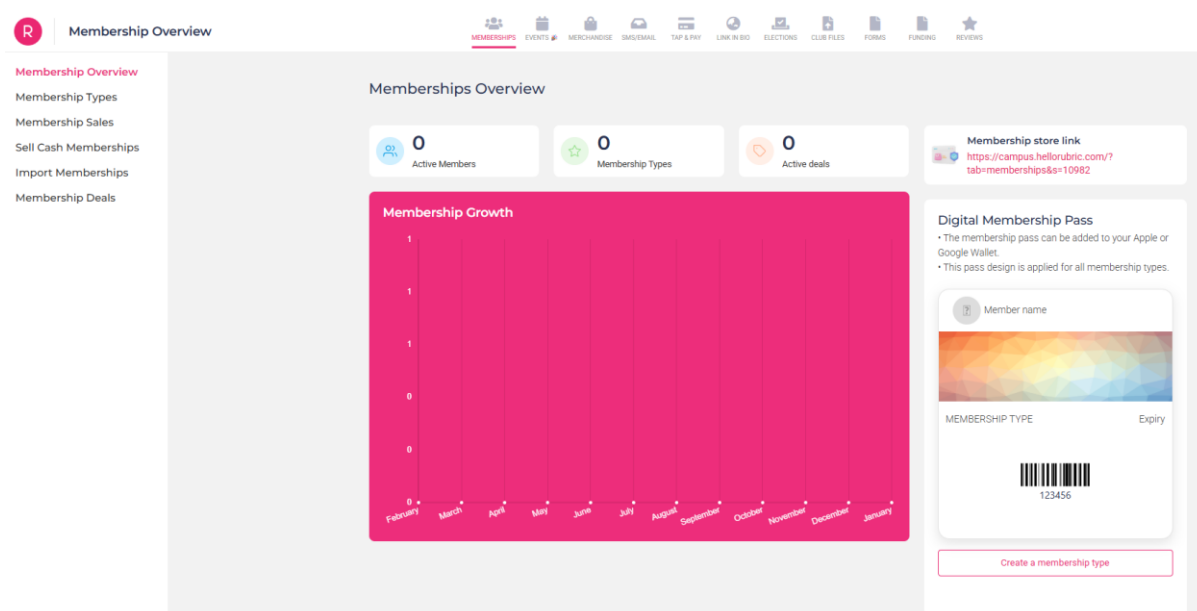 R
Membership Overview
MEMBERSHIPS
EVENTS
MERCHANDISE
SMS/EMAIL
TAP & PAY
LINK IN BIO
ELECTIONS
CLUB FILES
FORMS
FUNDING
REVIEWS
Membership Overview
Membership Types
Membership Sales
Sell Cash Memberships
Import Memberships
Membership Deals
Memberships Overview
0
Active Members
0
Membership Types
0
Active deals
Membership store link
https://campus.hellorubric.com/?
tab=memberships&s=10982
Membership Growth
1
1
1
0
0
0
February
March
April
May
June
July
August
September
October
November
December
January
Digital Membership Pass
• The membership pass can be added to your Apple or
Google Wallet.
• This pass design is applied for all membership types.
Member name
MEMBERSHIP TYPE
Expiry
123456
Create a membership type